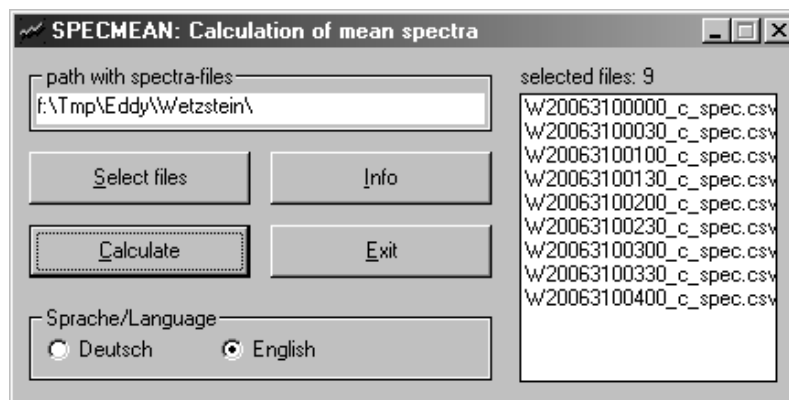 SPECMEAN: Calculation of mean spectra
path with spectra-files
f:\Tmp\Eddy\Wetzstein\
Select files
Info
Calculate
Exit
Sprache/Language
Deutsch
English
selected files: 9
W20063100000_c_spec.csv
W20063100030_c_spec.csv
W20063100100_c_spec.csv
W20063100130_c_spec.csv
W20063100200_c_spec.csv
W20063100230_c_spec.csv
W20063100300_c_spec.csv
W20063100330_c_spec.csv
W20063100400_c_spec.csv